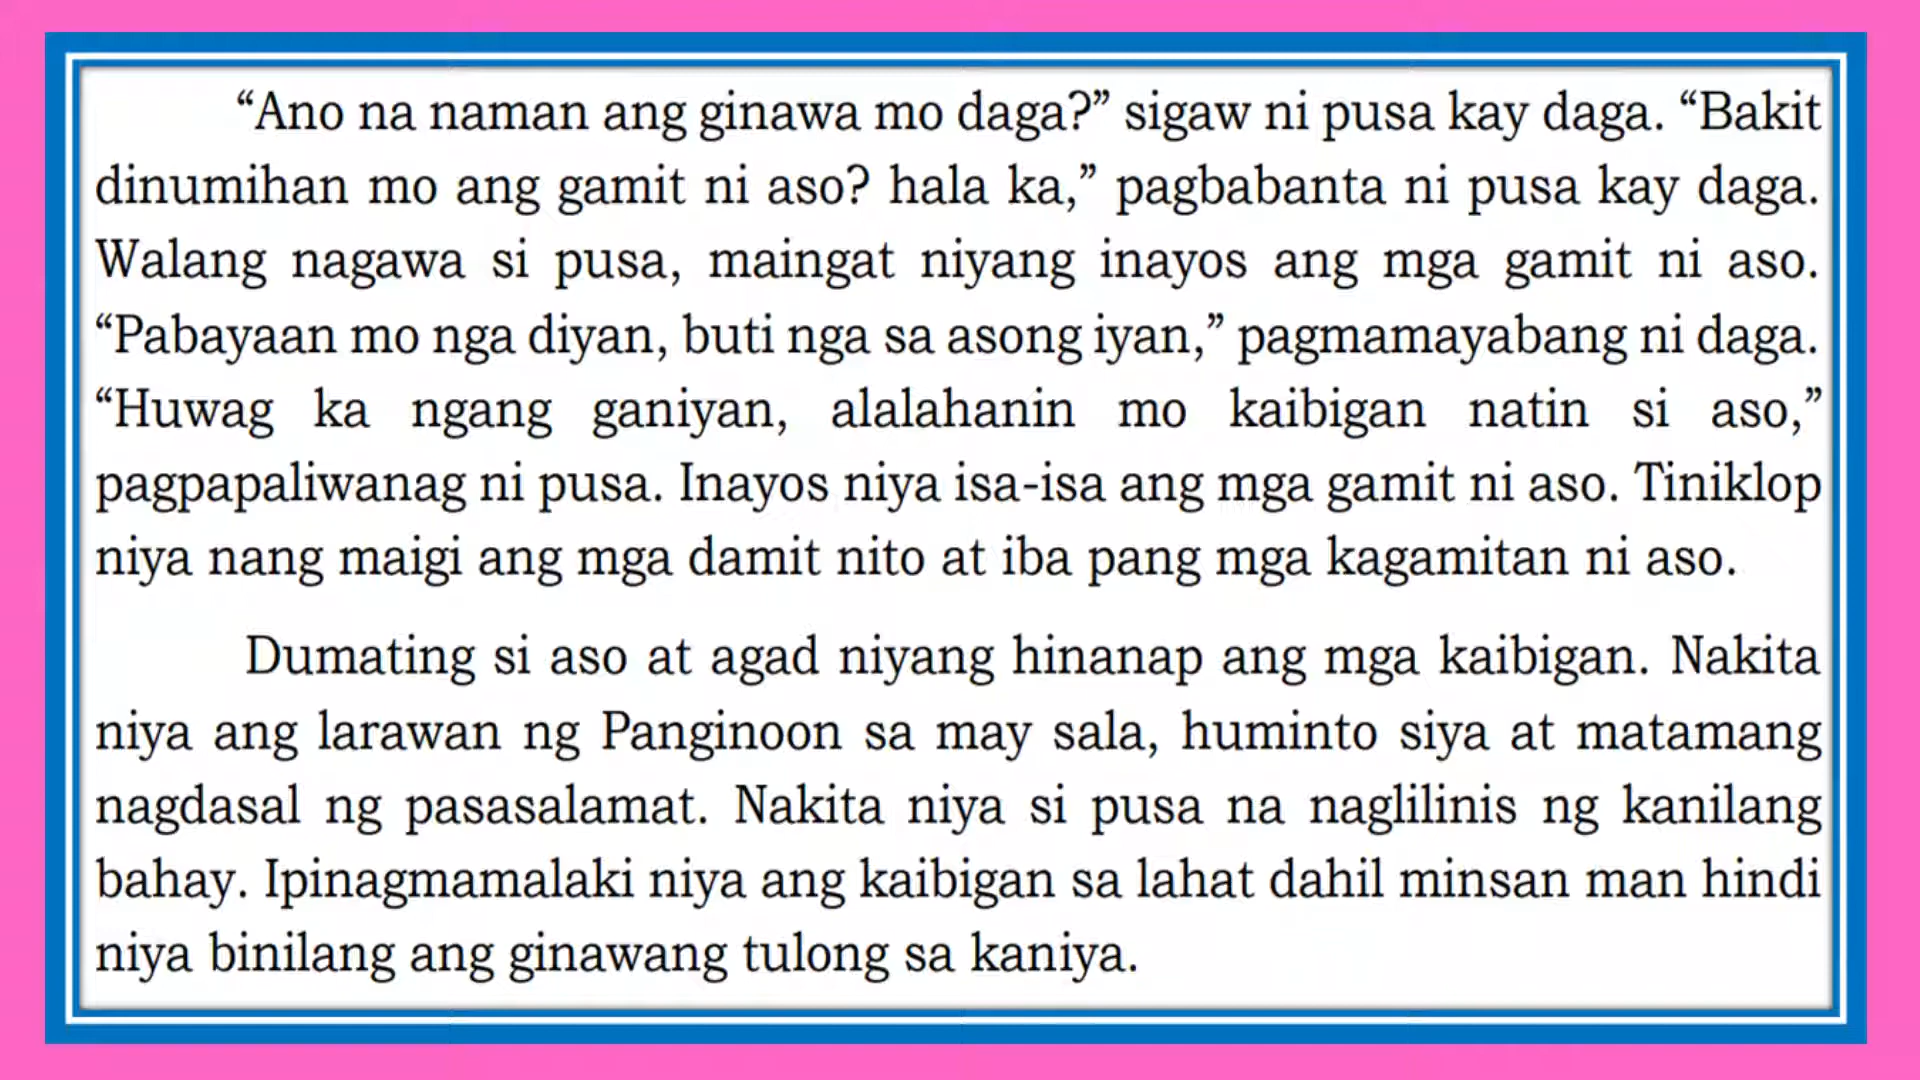 “Ano na naman ang ginawa mo daga?” sigaw ni pusa kay daga. “Bakit
dinumihan mo ang gamit ni aso? hala ka,” pagbabanta ni pusa kay daga.
Walang nagawa si pusa, maingat niyang inayos ang mga gamit ni aso.
“Pabayaan mo nga diyan, buti nga sa asong iyan,” pagmamayabang ni daga.
“Huwag ka ngang ganiyan, alalahanin mo kaibigan natin si aso,”
pagpapaliwanag ni pusa. Inayos niya isa-isa ang mga gamit ni aso. Tiniklop
niya nang maigi ang mga damit nito at iba pang mga kagamitan ni aso.
Dumating si aso at agad niyang hinanap ang mga kaibigan. Nakita
niya ang larawan ng Panginoon sa may sala, huminto siya at matamang
nagdasal ng pasasalamat. Nakita niya si pusa na naglilinis ng kanilang
bahay. Ipinagmamalaki niya ang kaibigan sa lahat dahil minsan man hindi
niya binilang ang ginawang tulong sa kaniya.